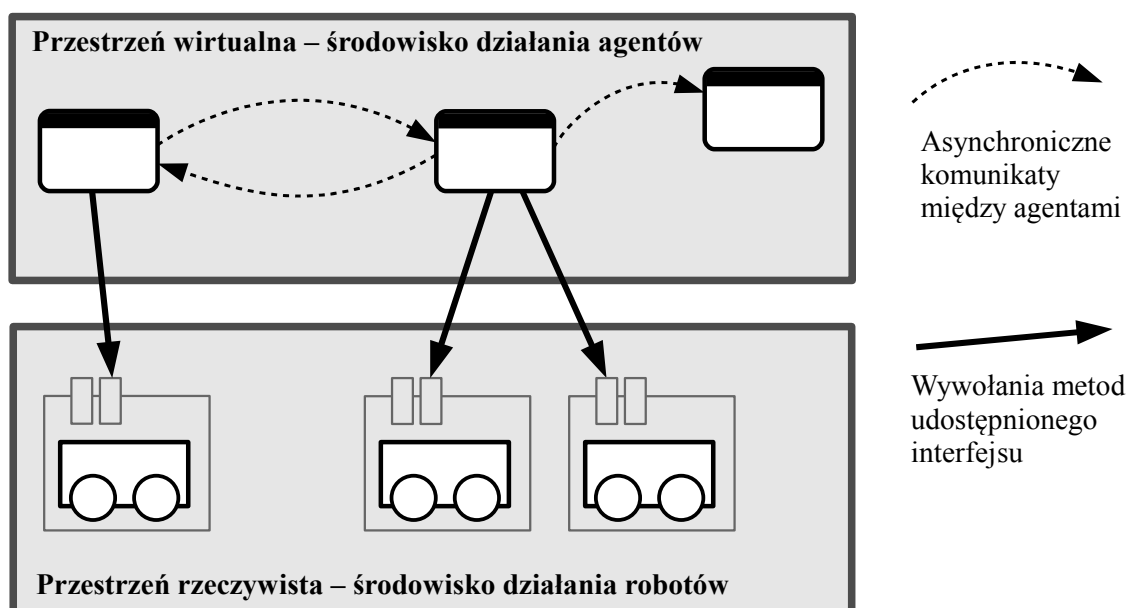 Przestrzeń wirtualna – środowisko działania agentów
Asynchroniczne
komunikaty
między agentami
Wywołania metod
udostępnionego
interfejsu
Przestrzeń rzeczywista – środowisko działania robotów